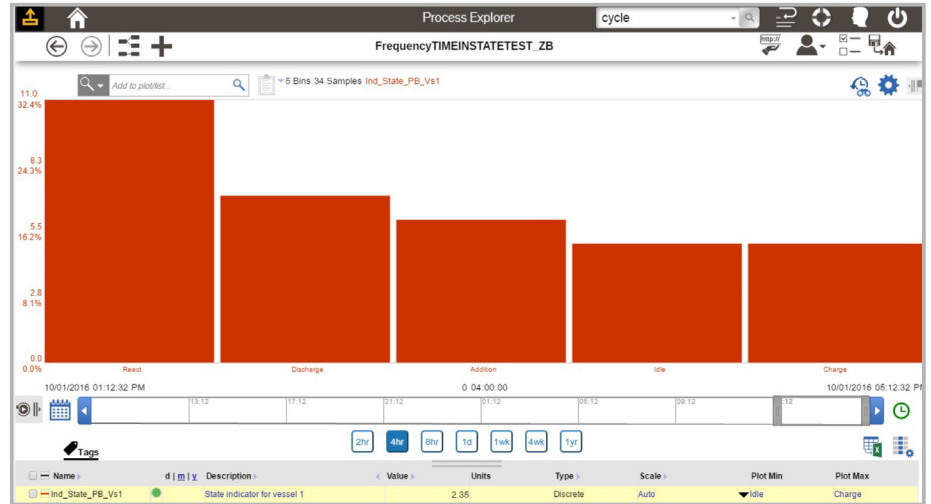 Process Explorer cycle
FrequencyTIMEINSTATETEST_ZB http://
Add to plot/list... 5 Bins 34 Samples Ind_State_PB_Vs1
11.0
32.4%
8.3
24.3%
5.5
16.2%
2.8
8.1%
0.0
0.0%
React Discharge Addition Idle Charge
10/01/2016 01:12:32 PM 0 04:00:00 10/01/2016 05:12:32 PM
13:12 17:12 21:12 01:12 05:12 09:12 :12
2hr 4hr 8hr 1d 1wk 4wk 1yr
Tags
Name d | m | v Description Value Units Type Scale Plot Min Plot Max
Ind_State_PB_Vs1 State indicator for vessel 1 2.35 Discrete Auto Idle Charge